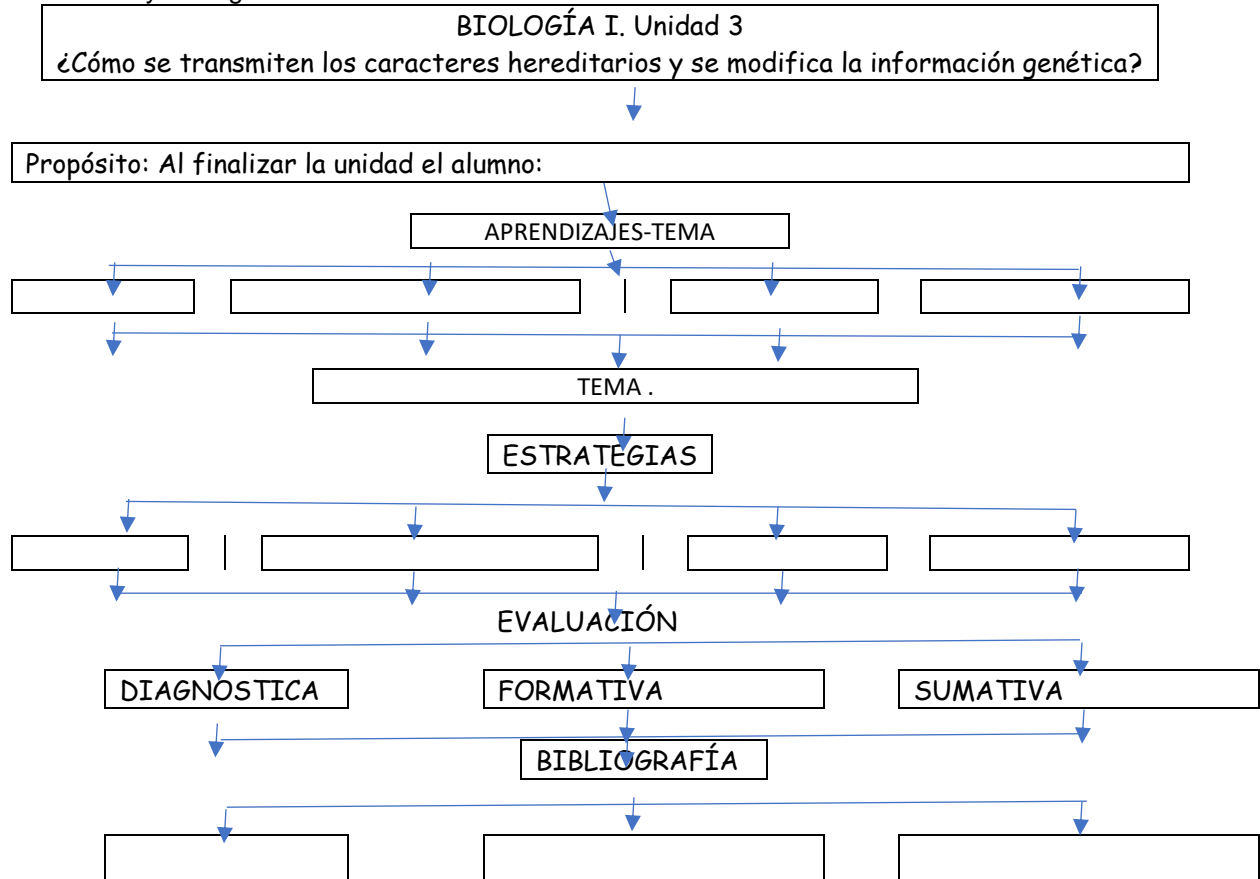 BIOLOGÍA I. Unidad 3
¿Cómo se transmiten los caracteres hereditarios y se modifica la información genética?
Propósito: Al finalizar la unidad el alumno:
APRENDIZAJES-TEMA
TEMA .
ESTRATEGIAS
EVALUACIÓN
DIAGNOSTICA
FORMATIVA
SUMATIVA
BIBLIOGRAFÍA